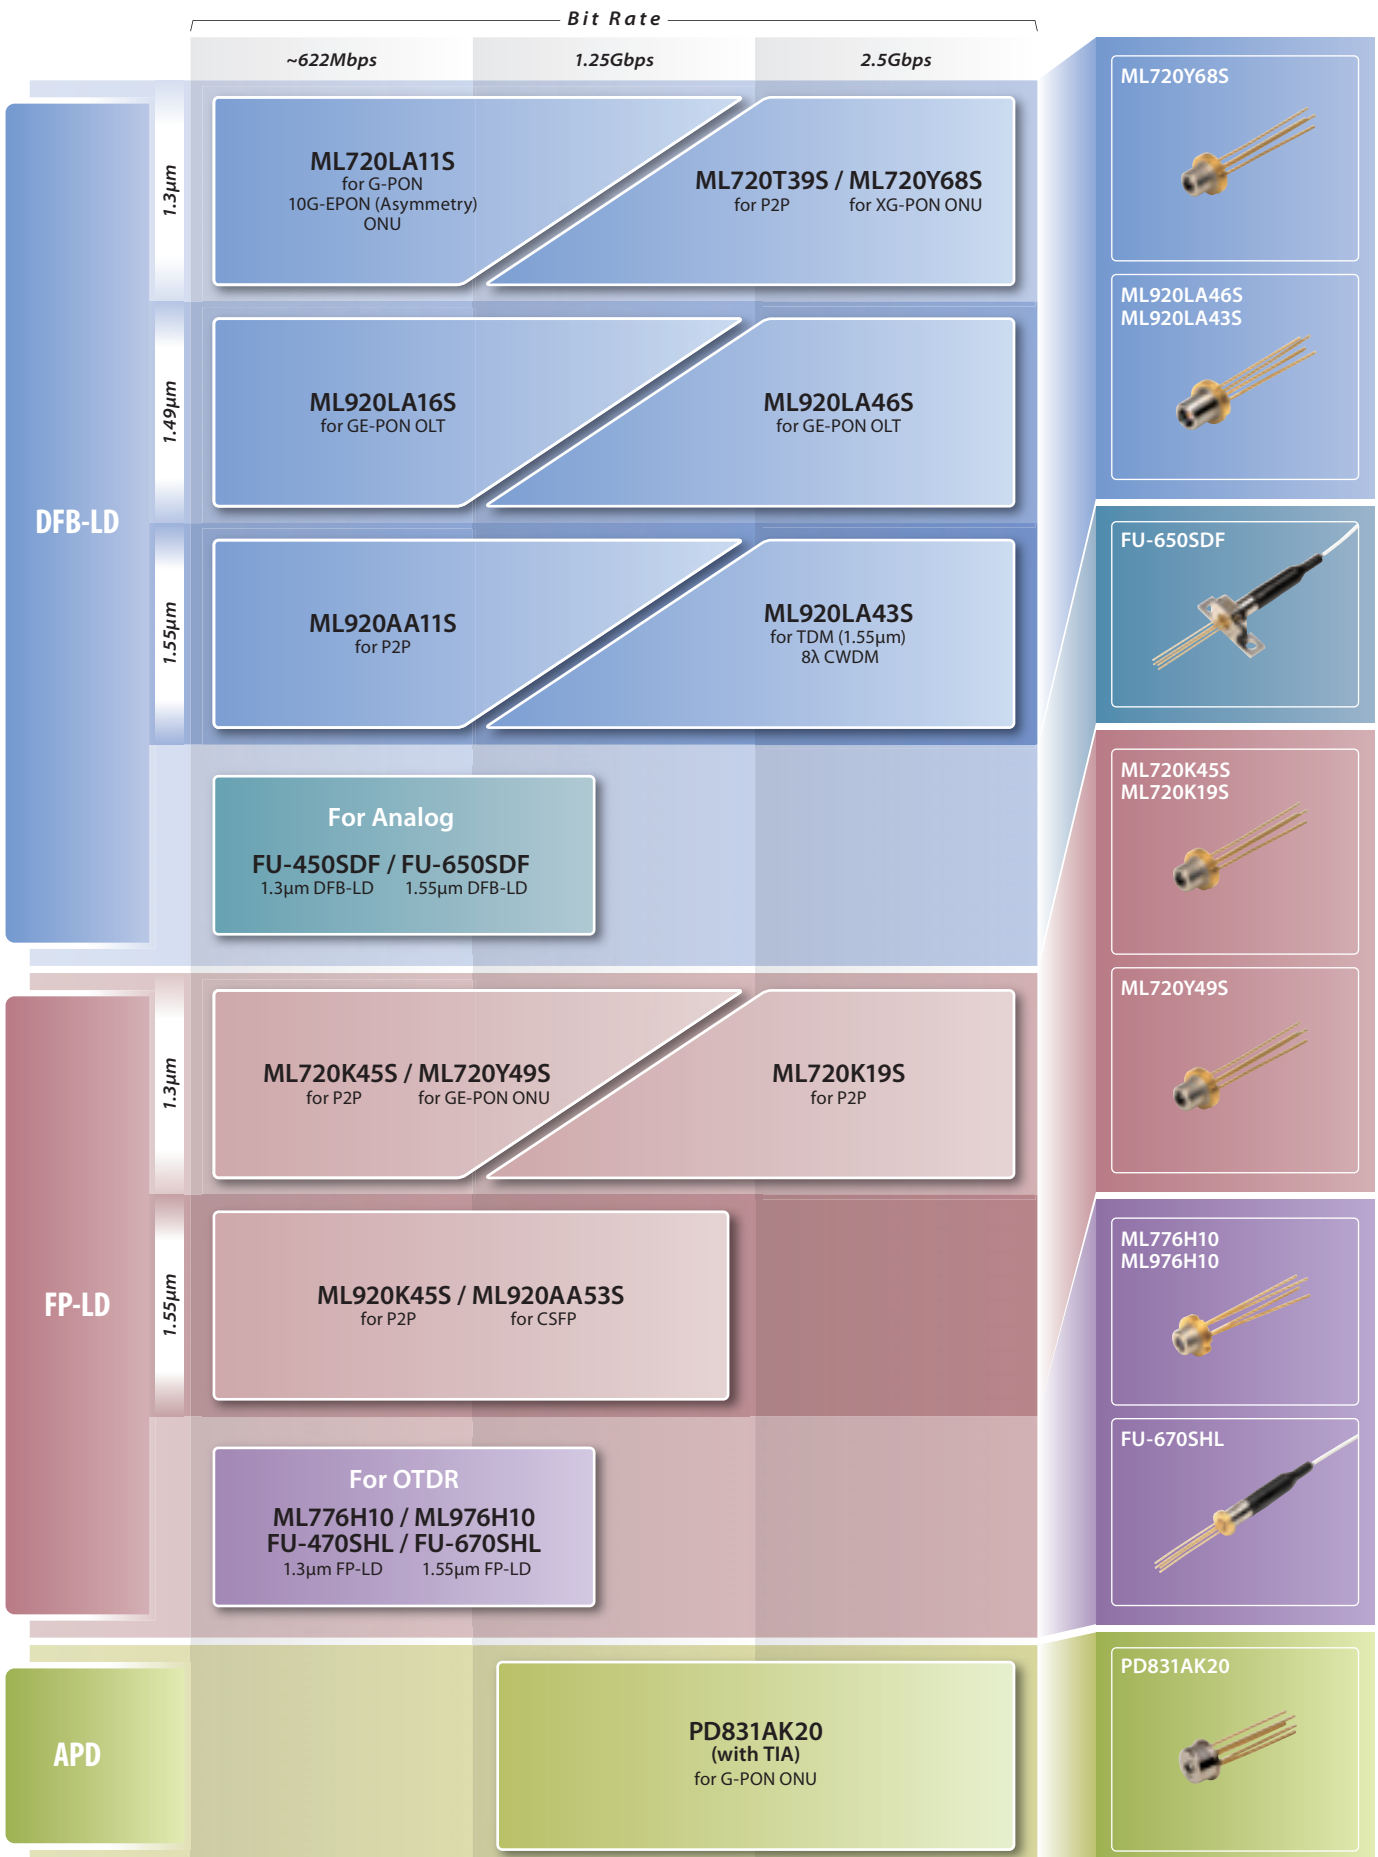 Bit Rate
~622Mbps
1.25Gbps
2.5Gbps
DFB-LD
1.3μm
ML720LA11S
for G-PON
10G-EPON (Asymmetry)
ONU
ML720T39S / ML720Y68S
for P2P for XG-PON ONU
1.49μm
ML920LA16S
for GE-PON OLT
ML920LA46S
for GE-PON OLT
1.55μm
ML920AA11S
for P2P
ML920LA43S
for TDM (1.55μm)
8λ CWDM
For Analog
FU-450SDF / FU-650SDF
1.3μm DFB-LD 1.55μm DFB-LD
FP-LD
1.3μm
ML720K45S / ML720Y49S
for P2P for GE-PON ONU
ML720K19S
for P2P
1.55μm
ML920K45S / ML920AA53S
for P2P for CSFP
For OTDR
ML776H10 / ML976H10
FU-470SHL / FU-670SHL
1.3μm FP-LD 1.55μm FP-LD
APD
PD831AK20
(with TIA)
for G-PON ONU
ML720Y68S
ML920LA46S
ML920LA43S
FU-650SDF
ML720K45S
ML720K19S
ML720Y49S
ML776H10
ML976H10
FU-670SHL
PD831AK20